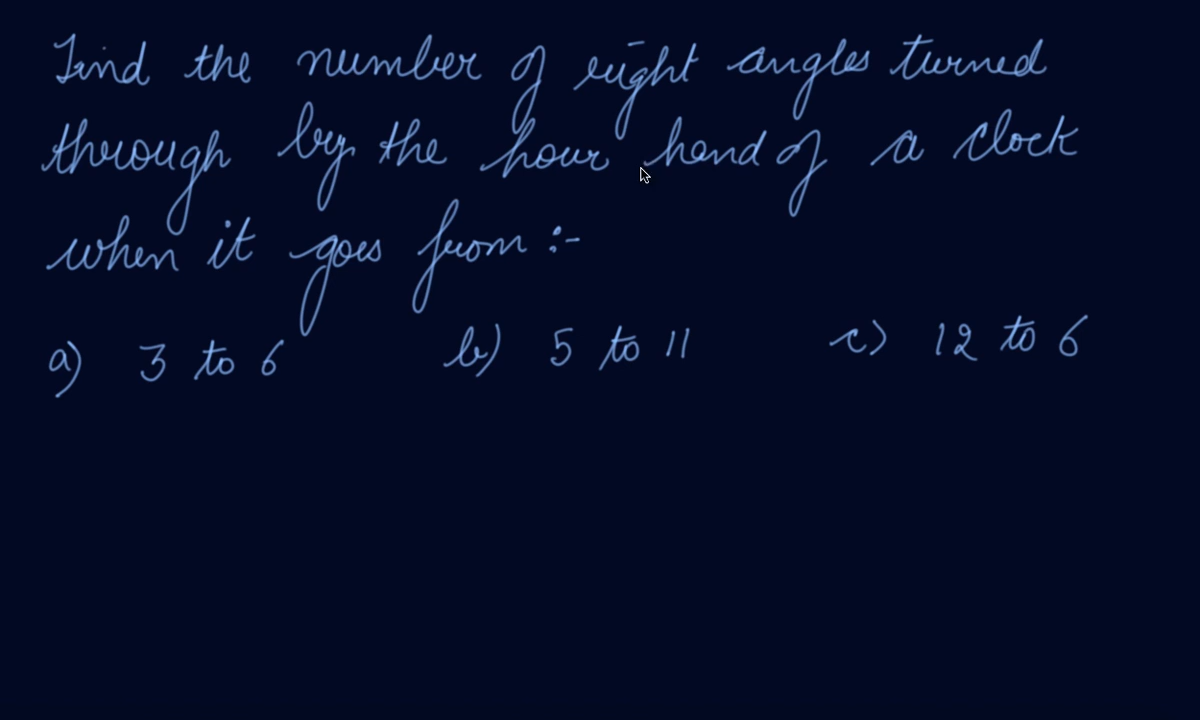 Find the number of right angles turned
through by the hour hand of a clock
when it goes from :-
a) 3 to 6 b) 5 to 11 c) 12 to 6